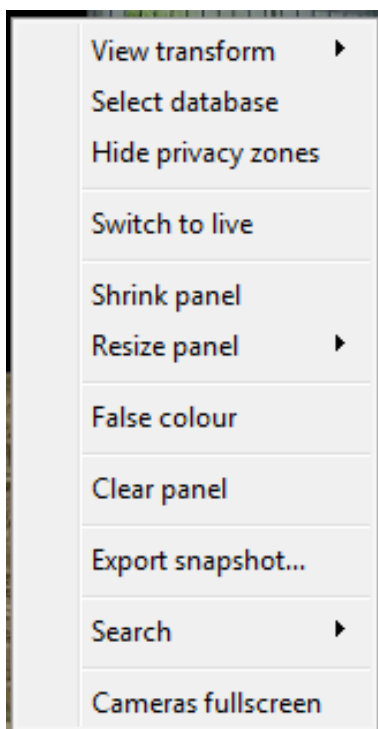 View transform
Select database
Hide privacy zones
Switch to live
Shrink panel
Resize panel
False colour
Clear panel
Export snapshot...
Search
Cameras fullscreen